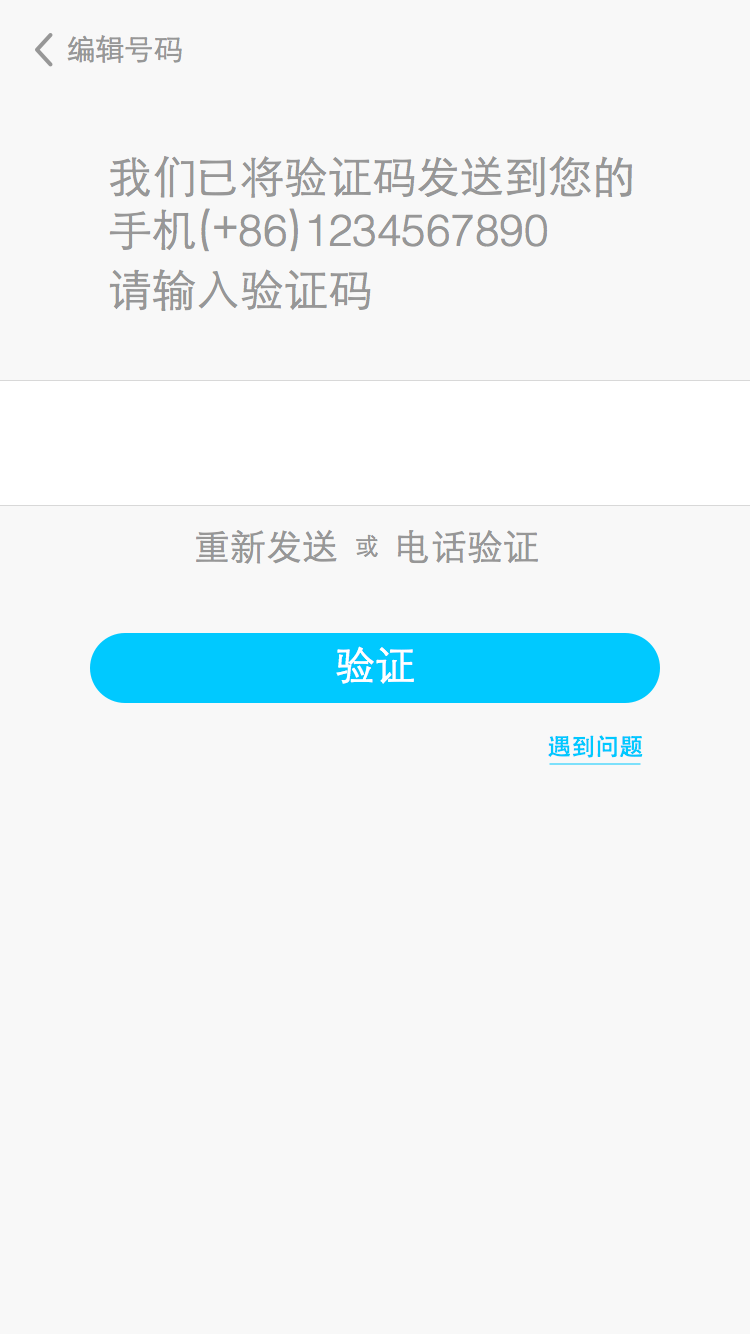 编辑号码
我们已将验证码发送到您的
手机(+86)1234567890
请输入验证码
重新发送 或 电话验证
验证
遇到问题